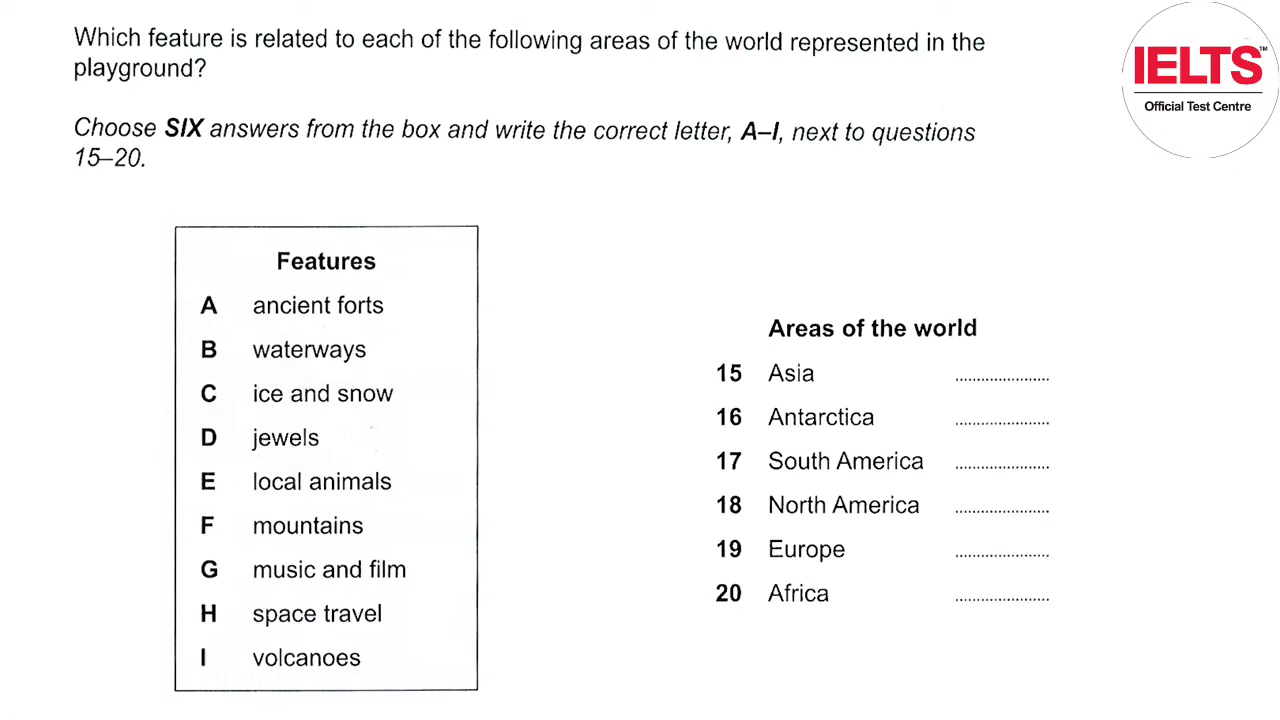 Which feature is related to each of the following areas of the world represented in the
playground?
IELTS™
Official Test Centre
Choose SIX answers from the box and write the correct letter, A–I, next to questions
15–20.
Features
A ancient forts
B waterways
C ice and snow
D jewels
E local animals
F mountains
G music and film
H space travel
I volcanoes
Areas of the world
15 Asia ......................
16 Antarctica ......................
17 South America ......................
18 North America ......................
19 Europe ......................
20 Africa ......................